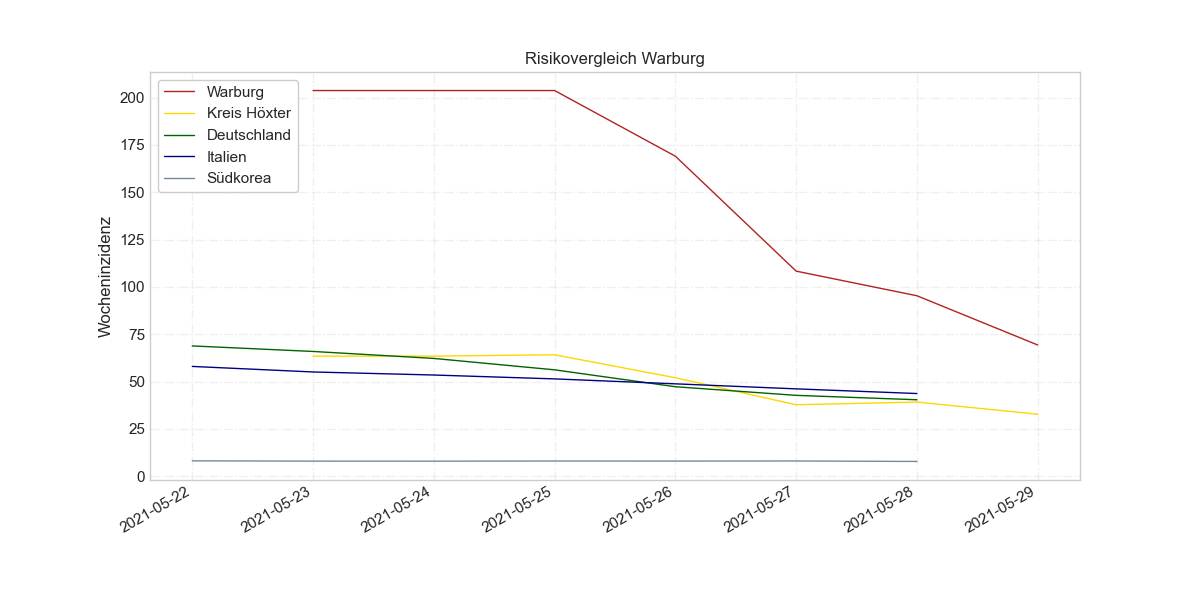 Risikovergleich Warburg
Warburg
Kreis Höxter
Deutschland
Italien
Südkorea
Wocheninzidenz
200
175
150
125
100
75
50
25
0
2021-05-22
2021-05-23
2021-05-24
2021-05-25
2021-05-26
2021-05-27
2021-05-28
2021-05-29